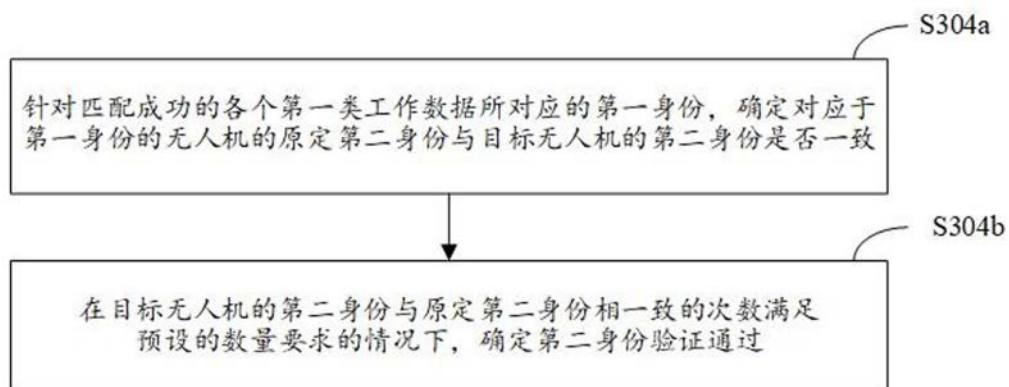 S304a
针对匹配成功的各个第一类工作数据所对应的第一身份，确定对应于
第一身份的无人机的原定第二身份与目标无人机的第二身份是否一致
S304b
在目标无人机的第二身份与原定第二身份相一致的次数满足
预设的数量要求的情况下，确定第二身份验证通过